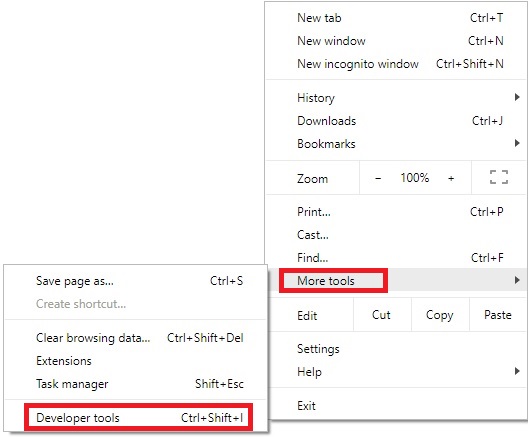 New tab Ctrl+T
New window Ctrl+N
New incognito window Ctrl+Shift+N
History
Downloads Ctrl+J
Bookmarks
Zoom − 100% +
Print... Ctrl+P
Cast...
Find... Ctrl+F
More tools
Edit Cut Copy Paste
Settings
Help
Exit
Save page as... Ctrl+S
Create shortcut...
Clear browsing data... Ctrl+Shift+Del
Extensions
Task manager Shift+Esc
Developer tools Ctrl+Shift+I